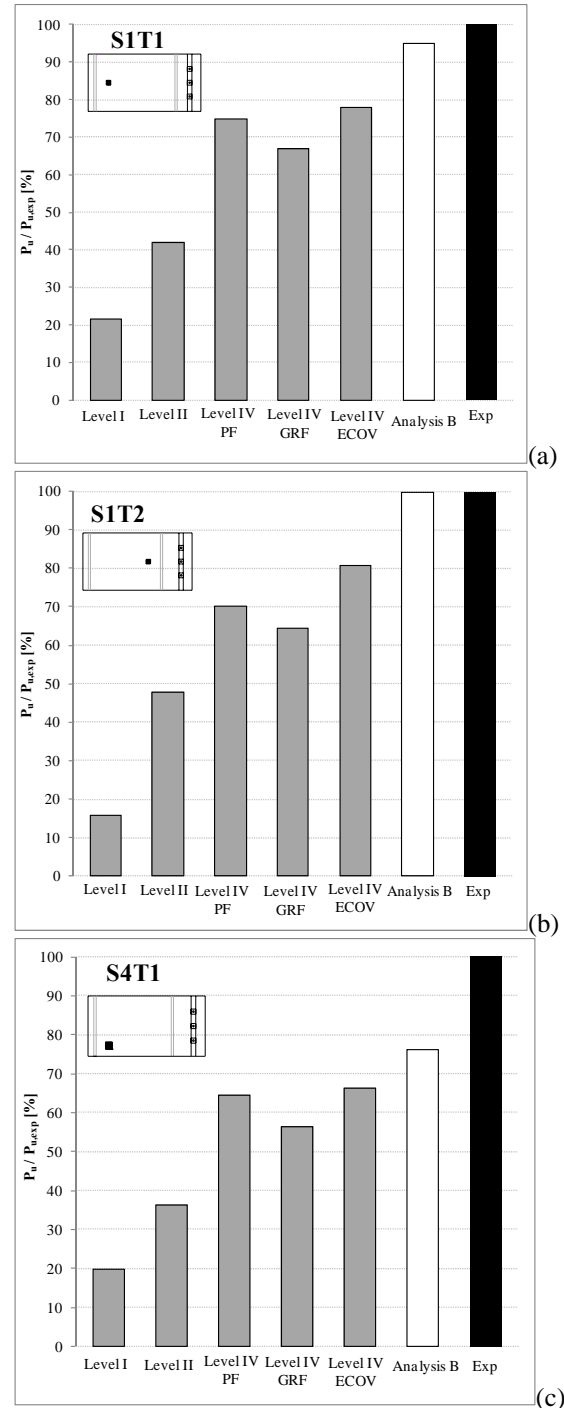 S1T1
100
90
80
70
60
50
40
30
20
10
0
Pu / Pu,exp [%]
Level I Level II Level IV PF Level IV GRF Level IV ECOV Analysis B Exp
(a)
S1T2
100
90
80
70
60
50
40
30
20
10
0
Pu / Pu,exp [%]
Level I Level II Level IV PF Level IV GRF Level IV ECOV Analysis B Exp
(b)
S4T1
100
90
80
70
60
50
40
30
20
10
0
Pu / Pu,exp [%]
Level I Level II Level IV PF Level IV GRF Level IV ECOV Analysis B Exp
(c)